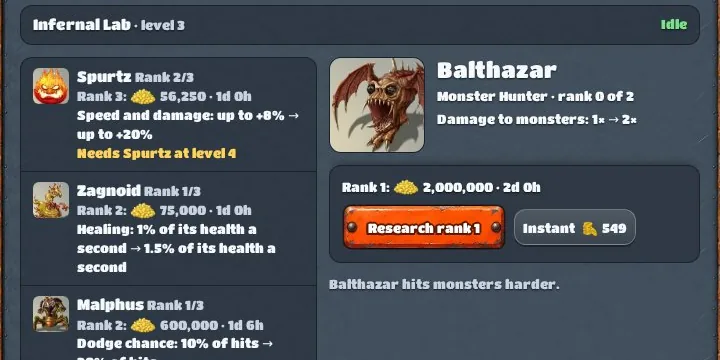 Infernal Lab · level 3
Idle
Spurtz Rank 2/3
Rank 3: 56,250 · 1d 0h
Speed and damage: up to +8% →
up to +20%
Needs Spurtz at level 4
Zagnoid Rank 1/3
Rank 2: 75,000 · 1d 0h
Healing: 1% of its health a
second → 1.5% of its health a
second
Malphus Rank 1/3
Rank 2: 600,000 · 1d 6h
Dodge chance: 10% of hits →
Balthazar
Monster Hunter · rank 0 of 2
Damage to monsters: 1× → 2×
Rank 1: 2,000,000 · 2d 0h
Research rank 1
Instant 549
Balthazar hits monsters harder.